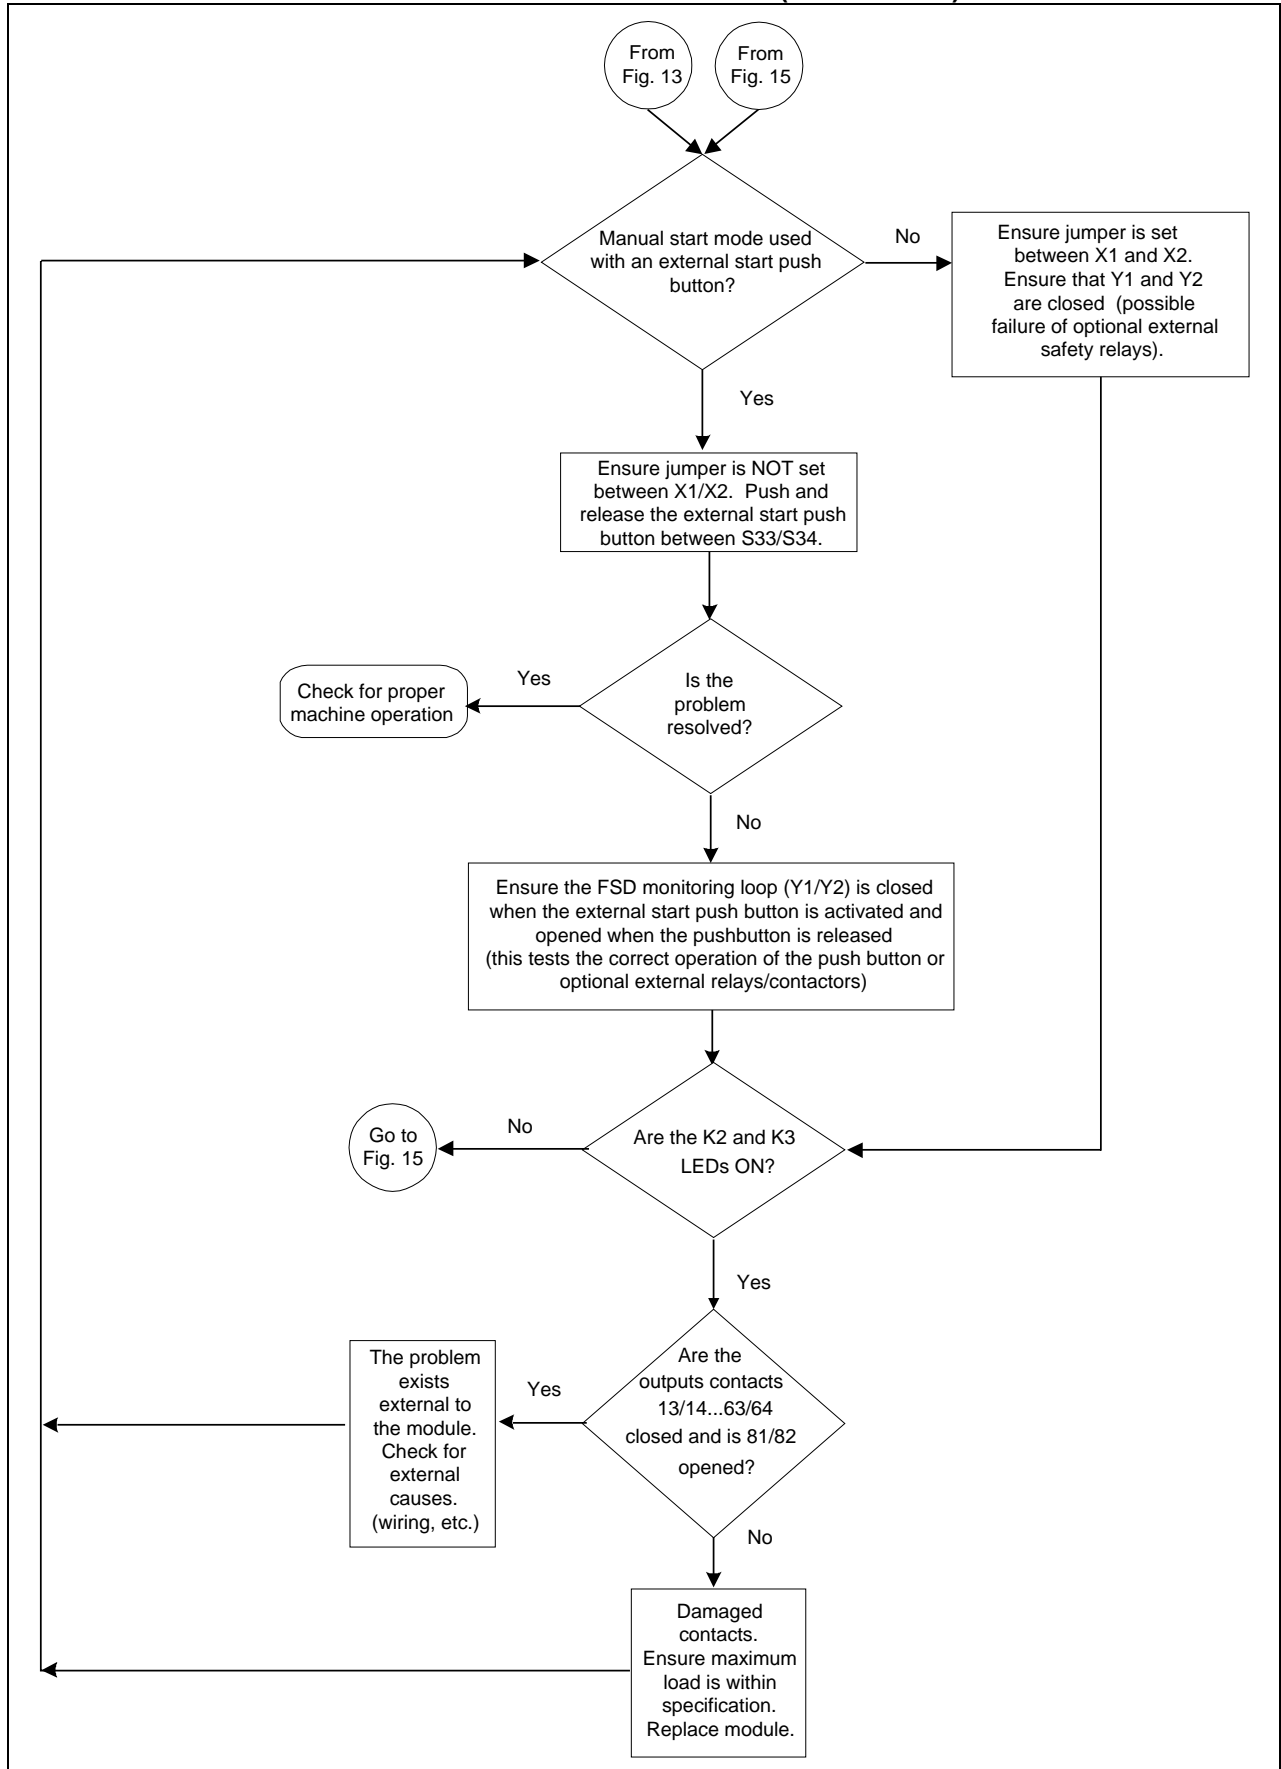 From
Fig. 13
From
Fig. 15
Manual start mode used
with an external start push
button?
No
Ensure jumper is set
between X1 and X2.
Ensure that Y1 and Y2
are closed (possible
failure of optional external
safety relays).
Yes
Ensure jumper is NOT set
between X1/X2. Push and
release the external start push
button between S33/S34.
Is the
problem
resolved?
Yes
Check for proper
machine operation
No
Ensure the FSD monitoring loop (Y1/Y2) is closed
when the external start push button is activated and
opened when the pushbutton is released
(this tests the correct operation of the push button or
optional external relays/contactors)
Are the K2 and K3
LEDs ON?
No
Go to
Fig. 15
Yes
Are the
outputs contacts
13/14...63/64
closed and is 81/82
opened?
Yes
The problem
exists
external to
the module.
Check for
external
causes.
(wiring, etc.)
No
Damaged
contacts.
Ensure maximum
load is within
specification.
Replace module.